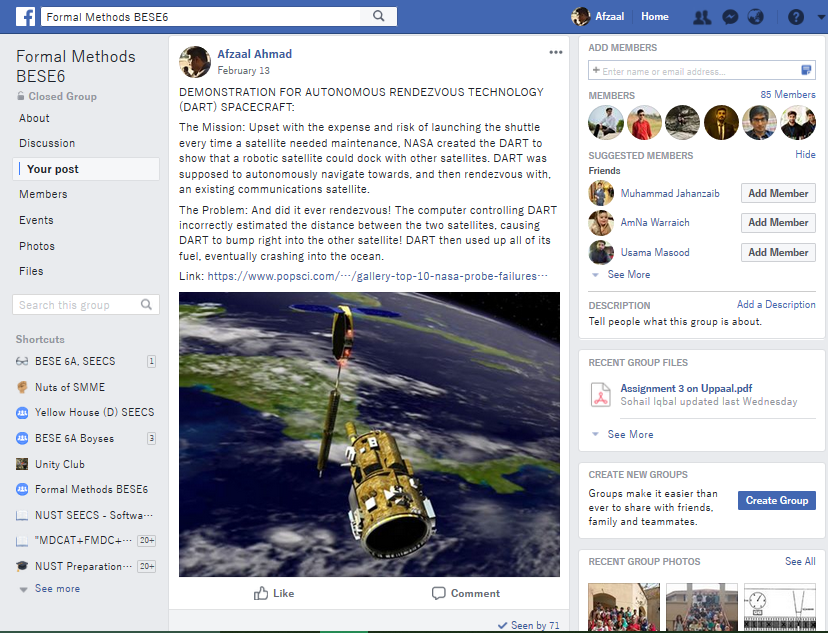 f
Formal Methods BESE6
Afzaal
Home
?
Formal Methods
BESE6
Closed Group
About
Discussion
Your post
Members
Events
Photos
Files
Search this group
Shortcuts
BESE 6A, SEECS 1
Nuts of SMME
Yellow House (D) SEECS
BESE 6A Boyses 3
Unity Club
Formal Methods BESE6
NUST SEECS - Softwa...
"MDCAT+FMDC+... 20+
NUST Preparation... 20+
See more
Afzaal Ahmad
February 13
DEMONSTRATION FOR AUTONOMOUS RENDEZVOUS TECHNOLOGY
(DART) SPACECRAFT:
The Mission: Upset with the expense and risk of launching the shuttle
every time a satellite needed maintenance, NASA created the DART to
show that a robotic satellite could dock with other satellites. DART was
supposed to autonomously navigate towards, and then rendezvous with,
an existing communications satellite.
The Problem: And did it ever rendezvous! The computer controlling DART
incorrectly estimated the distance between the two satellites, causing
DART to bump right into the other satellite! DART then used up all of its
fuel, eventually crashing into the ocean.
Link: https://www.popsci.com/···/gallery-top-10-nasa-probe-failures···
Like
Comment
Seen by 71
ADD MEMBERS
+ Enter name or email address...
MEMBERS
85 Members
SUGGESTED MEMBERS
Hide
Friends
Muhammad Jahanzaib
Add Member
AmNa Warraich
Add Member
Usama Masood
Add Member
See More
DESCRIPTION
Add a Description
Tell people what this group is about.
RECENT GROUP FILES
Assignment 3 on Uppaal.pdf
Sohail Iqbal updated last Wednesday
See More
CREATE NEW GROUPS
Groups make it easier than
ever to share with friends,
family and teammates.
Create Group
RECENT GROUP PHOTOS
See All